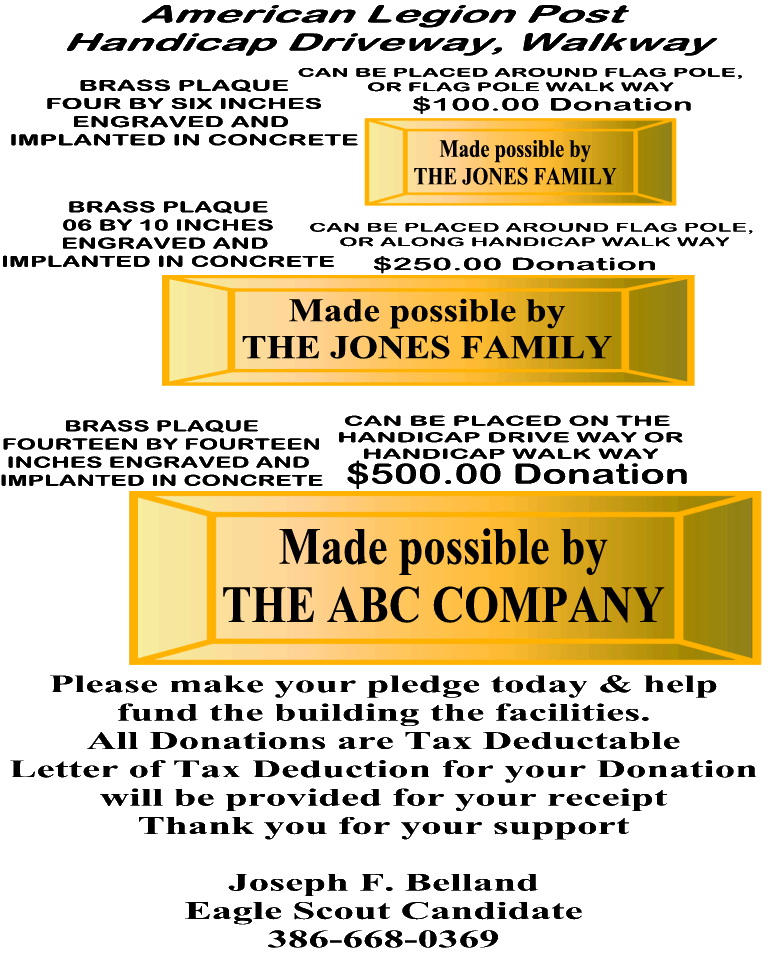 American Legion Post
Handicap Driveway, Walkway
BRASS PLAQUE
FOUR BY SIX INCHES
ENGRAVED AND
IMPLANTED IN CONCRETE
CAN BE PLACED AROUND FLAG POLE,
OR FLAG POLE WALK WAY
$100.00 Donation
Made possible by
THE JONES FAMILY
BRASS PLAQUE
06 BY 10 INCHES
ENGRAVED AND
IMPLANTED IN CONCRETE
CAN BE PLACED AROUND FLAG POLE,
OR ALONG HANDICAP WALK WAY
$250.00 Donation
Made possible by
THE JONES FAMILY
BRASS PLAQUE
FOURTEEN BY FOURTEEN
INCHES ENGRAVED AND
IMPLANTED IN CONCRETE
CAN BE PLACED ON THE
HANDICAP DRIVE WAY OR
HANDICAP WALK WAY
$500.00 Donation
Made possible by
THE ABC COMPANY
Please make your pledge today & help
fund the building the facilities.
All Donations are Tax Deductable
Letter of Tax Deduction for your Donation
will be provided for your receipt
Thank you for your support
Joseph F. Belland
Eagle Scout Candidate
386-668-0369